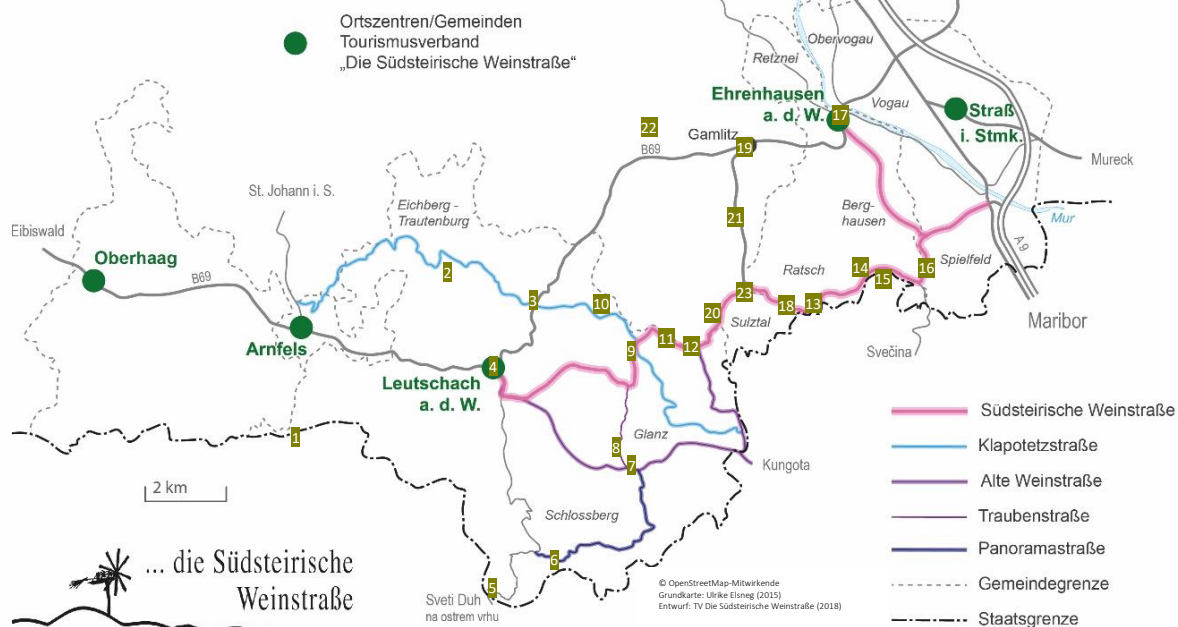 Ortszentren/Gemeinden
Tourismusverband
„Die Südsteirische Weinstraße“
Obervogau
Retznei
Ehrenhausen
a. d. W.
17
Vogau
Straß
i. Stmk.
22
Gamlitz
19
B69
Mureck
St. Johann i. S.
Eichberg -
Trautenburg
21
Berg-
hausen
Mur
Eibiswald
Oberhaag
B69
2
A 9
Ratsch
14
15
16
Spielfeld
3
10
23
18
13
20
Sulztal
Maribor
Arnfels
11
12
9
Svečina
4
Leutschach
a. d. W.
1
8
Glanz
7
Kungota
2 km
Schlossberg
6
5
Sveti Duh
na ostrem vrhu
... die Südsteirische
Weinstraße
© OpenStreetMap-Mitwirkende
Grundkarte: Ulrike Elsneg (2015)
Entwurf: TV Die Südsteirische Weinstraße (2018)
Südsteirische Weinstraße
Klapotetzstraße
Alte Weinstraße
Traubenstraße
Panoramastraße
Gemeindegrenze
Staatsgrenze